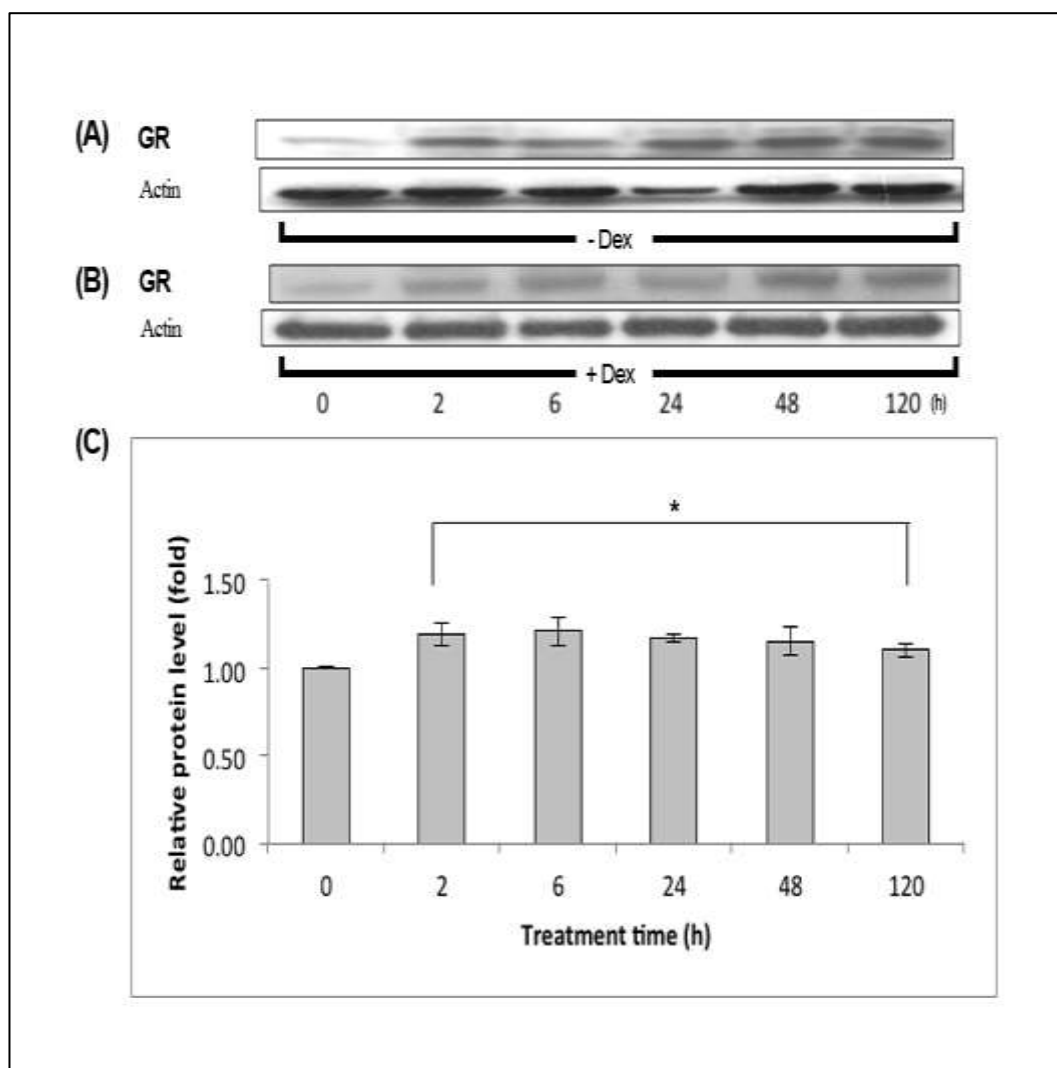 (A) GR
Actin
- Dex
(B) GR
Actin
+ Dex
0 2 6 24 48 120 (h)
(C)
*
Relative protein level (fold)
1.50
1.00
0.50
0.00
0 2 6 24 48 120
Treatment time (h)